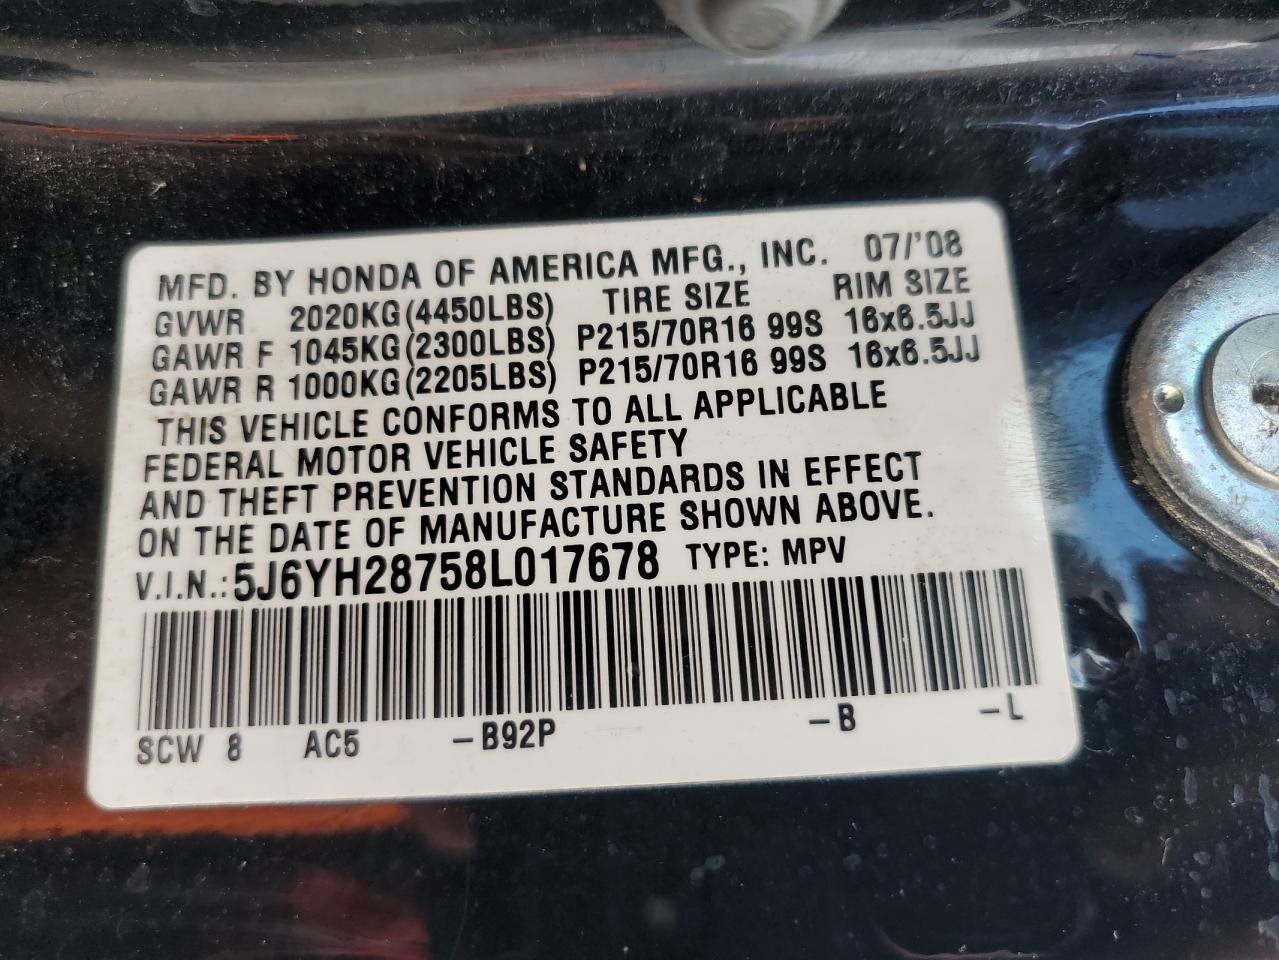 MFD. BY HONDA OF AMERICA MFG., INC. 07/'08
GVWR 2020KG(4450LBS) TIRE SIZE RIM SIZE
GAWR F 1045KG(2300LBS) P215/70R16 99S 16x6.5JJ
GAWR R 1000KG(2205LBS) P215/70R16 99S 16x6.5JJ
THIS VEHICLE CONFORMS TO ALL APPLICABLE
FEDERAL MOTOR VEHICLE SAFETY
AND THEFT PREVENTION STANDARDS IN EFFECT
ON THE DATE OF MANUFACTURE SHOWN ABOVE.
V.I.N.:5J6YH28758L017678 TYPE: MPV
SCW 8 AC5 -B92P -B -L